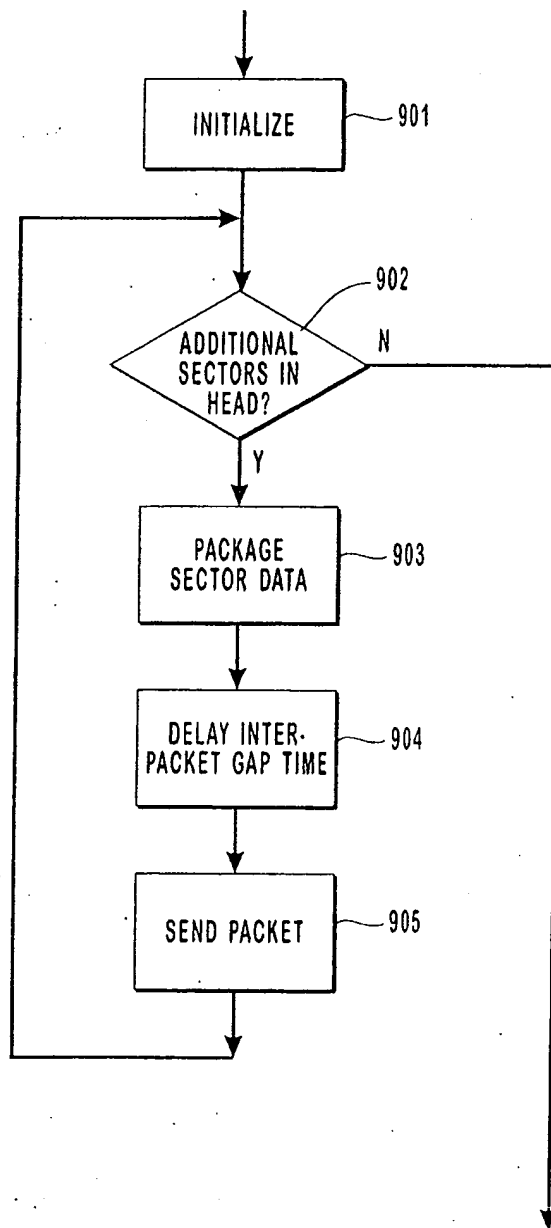 INITIALIZE
901
902
ADDITIONAL
SECTORS IN
HEAD?
N
Y
PACKAGE
SECTOR DATA
903
DELAY INTER-
PACKET GAP TIME
904
SEND PACKET
905